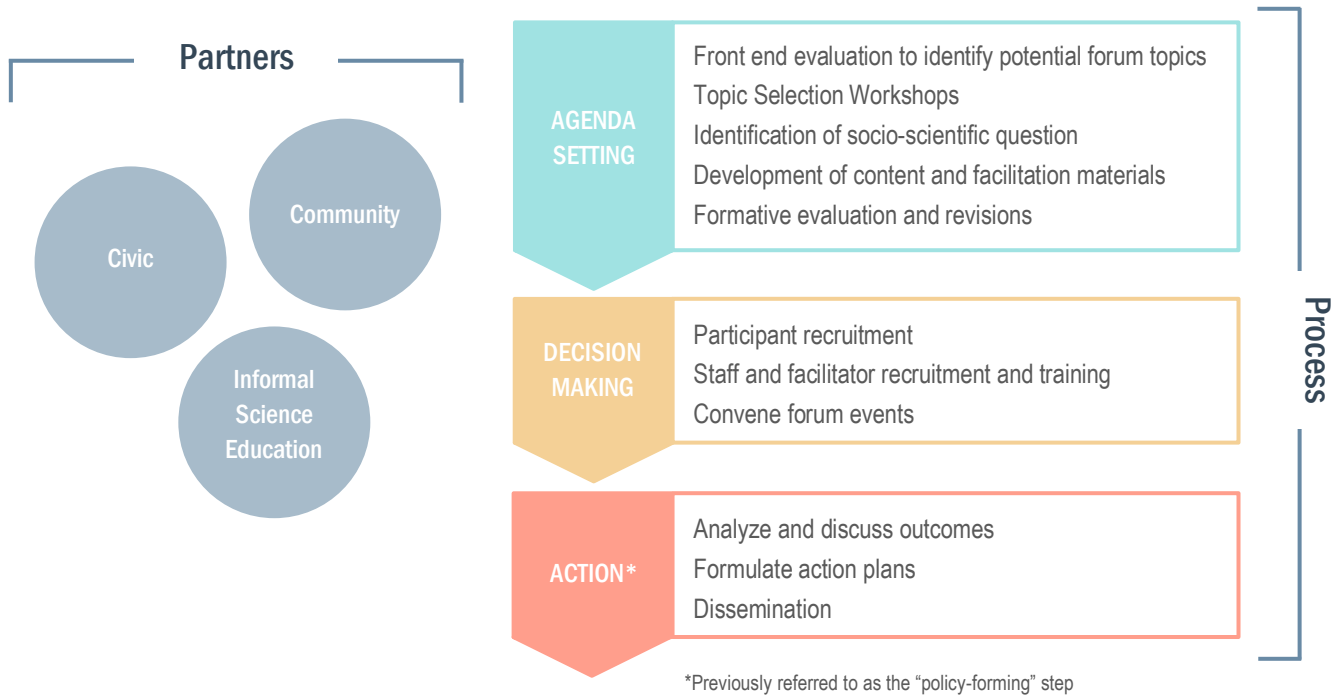 Partners
Civic
Community
Informal
Science
Education
AGENDA
SETTING
Front end evaluation to identify potential forum topics
Topic Selection Workshops
Identification of socio-scientific question
Development of content and facilitation materials
Formative evaluation and revisions
DECISION
MAKING
Participant recruitment
Staff and facilitator recruitment and training
Convene forum events
ACTION*
Analyze and discuss outcomes
Formulate action plans
Dissemination
*Previously referred to as the “policy-forming” step
Process